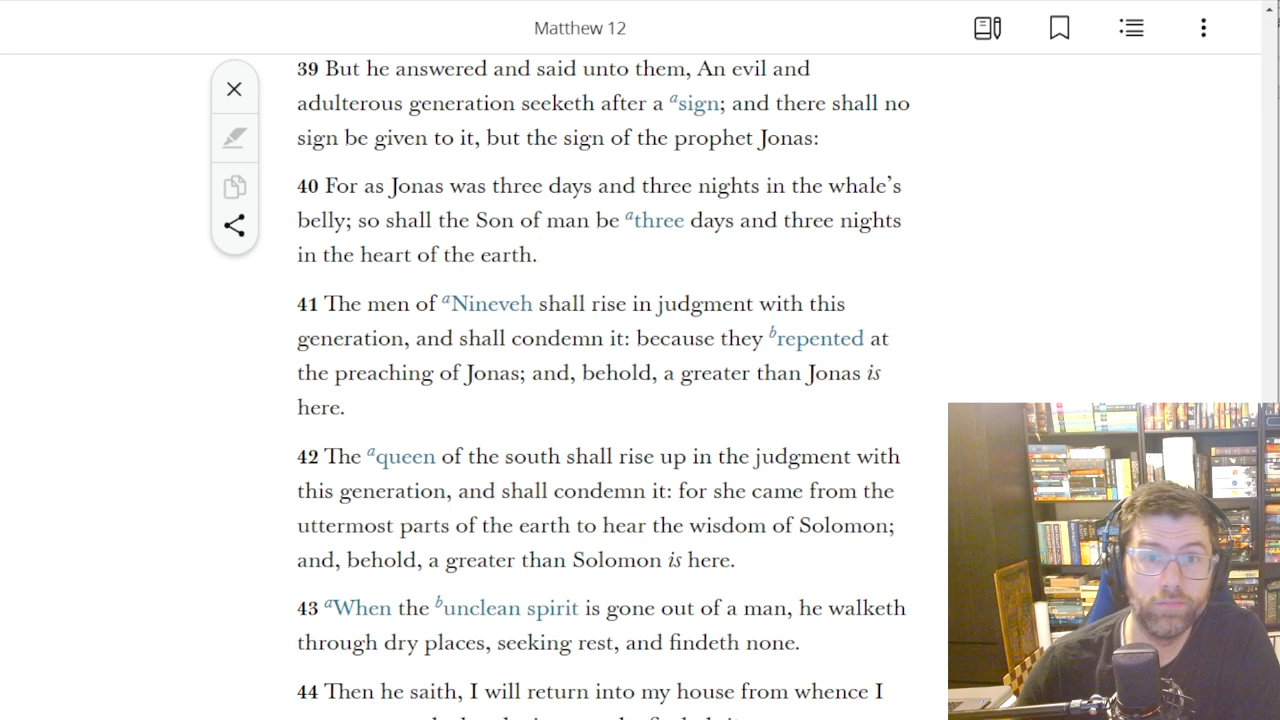 Matthew 12
39 But he answered and said unto them, An evil and
adulterous generation seeketh after a ᵃsign; and there shall no
sign be given to it, but the sign of the prophet Jonas:
40 For as Jonas was three days and three nights in the whale’s
belly; so shall the Son of man be ᵃthree days and three nights
in the heart of the earth.
41 The men of ᵃNineveh shall rise in judgment with this
generation, and shall condemn it: because they ᵇrepented at
the preaching of Jonas; and, behold, a greater than Jonas is
here.
42 The ᵃqueen of the south shall rise up in the judgment with
this generation, and shall condemn it: for she came from the
uttermost parts of the earth to hear the wisdom of Solomon;
and, behold, a greater than Solomon is here.
43 ᵃWhen the ᵇunclean spirit is gone out of a man, he walketh
through dry places, seeking rest, and findeth none.
44 Then he saith, I will return into my house from whence I